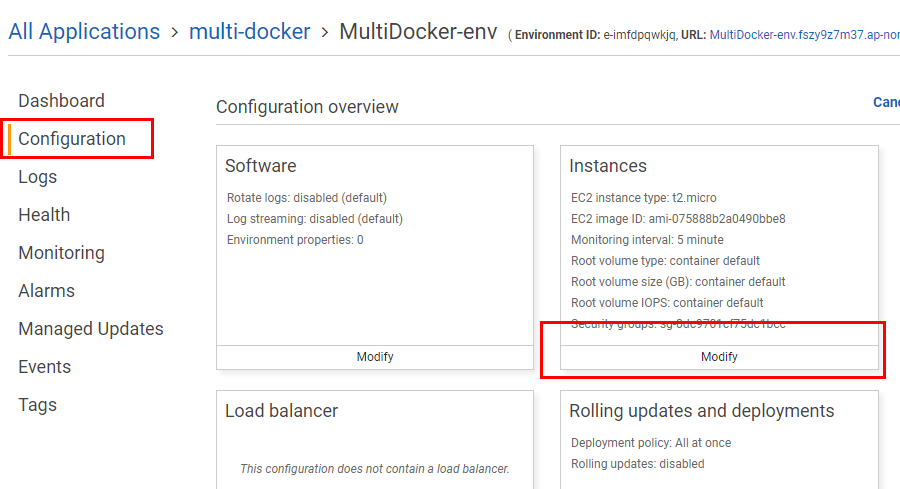 All Applications > multi-docker > MultiDocker-env ( Environment ID: e-imfdpqwkjq, URL: MultiDocker-env.fszy9z7m37.ap-nor
Dashboard
Configuration
Logs
Health
Monitoring
Alarms
Managed Updates
Events
Tags
Configuration overview
Canc
Software
Rotate logs: disabled (default)
Log streaming: disabled (default)
Environment properties: 0
Modify
Instances
EC2 instance type: t2.micro
EC2 image ID: ami-075888b2a0490bbe8
Monitoring interval: 5 minute
Root volume type: container default
Root volume size (GB): container default
Root volume IOPS: container default
Security groups:
Modify
Load balancer
This configuration does not contain a load balancer.
Rolling updates and deployments
Deployment policy: All at once
Rolling updates: disabled